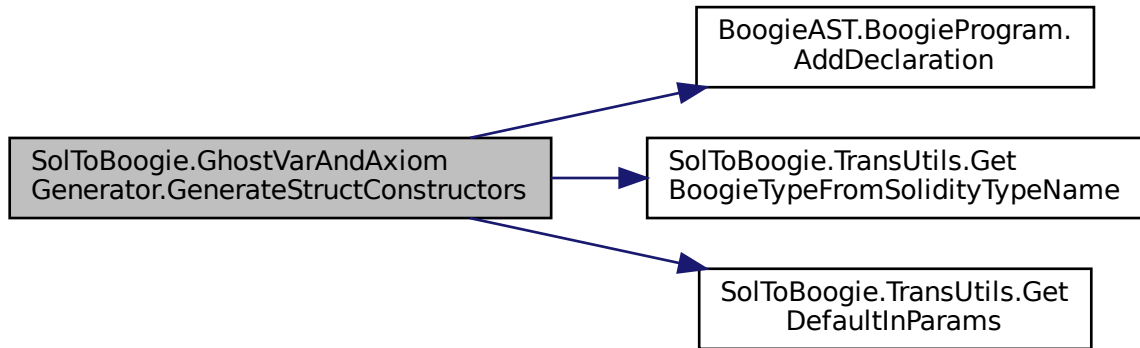 BoogieAST.BoogieProgram.
AddDeclaration
SolToBoogie.GhostVarAndAxiom
Generator.GenerateStructConstructors
SolToBoogie.TransUtils.Get
BoogieTypeFromSolidityTypeName
SolToBoogie.TransUtils.Get
DefaultInParams